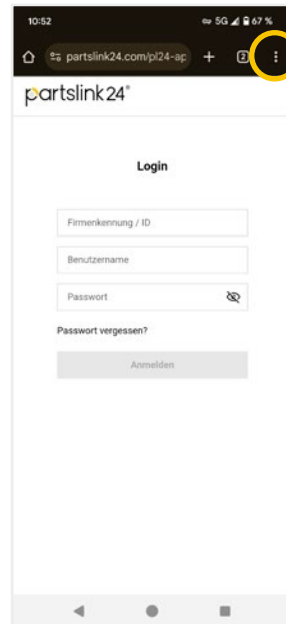 10:52 5G 67 %
partslink24.com/pl24-ap 2
partslink24®
Login
Firmenkennung / ID
Benutzername
Passwort
Passwort vergessen?
Anmelden